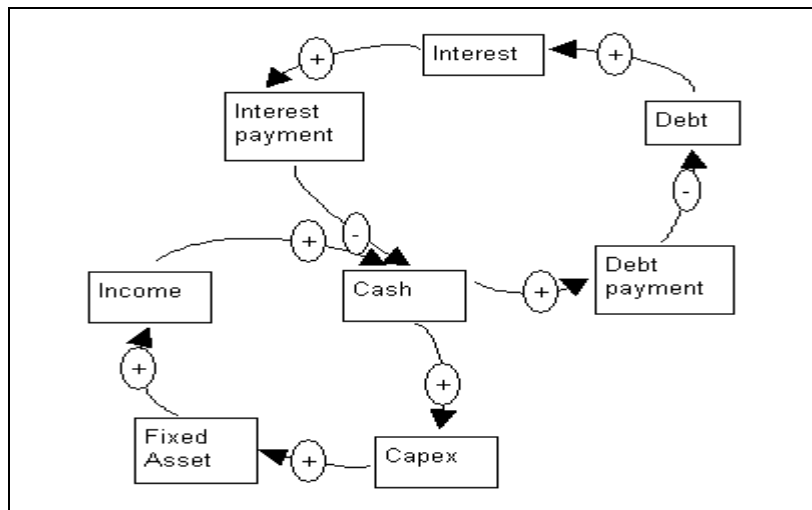 Interest
+
+
Interest
payment
Debt
-
-
+
Income
Cash
+
Debt
payment
+
+
Fixed
Asset
+
Capex